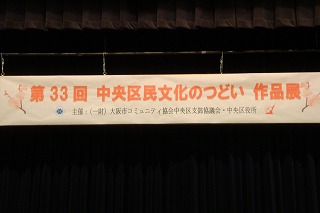 第33回 中央区民文化のつどい 作品展
主催：（一財）大阪市コミュニティ協会中央区支部協議会・中央区役所